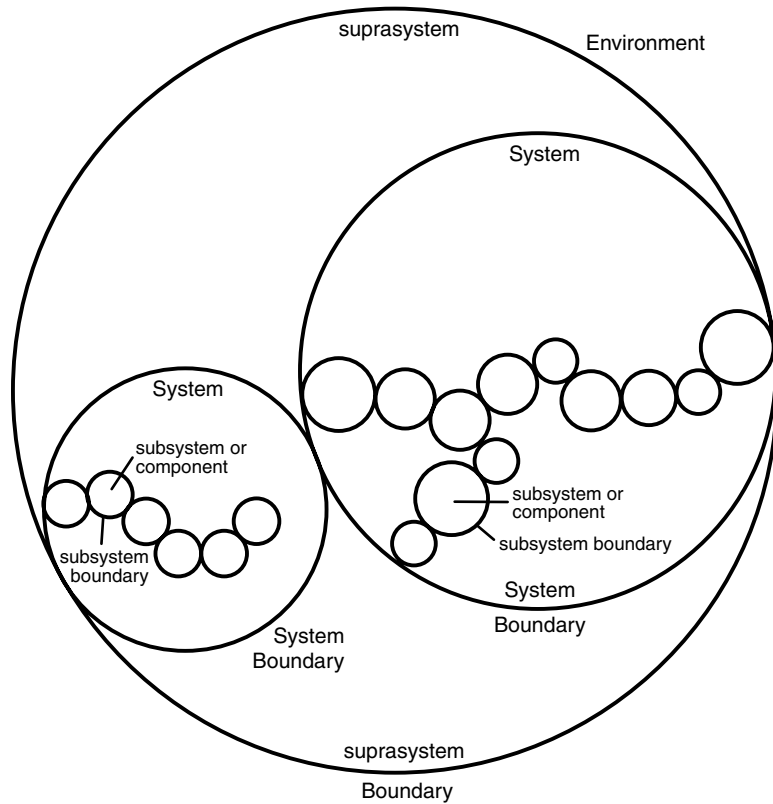 suprasystem
Environment
System
System
subsystem or
component
subsystem or
component
subsystem boundary
subsystem
boundary
System
Boundary
System
Boundary
suprasystem
Boundary